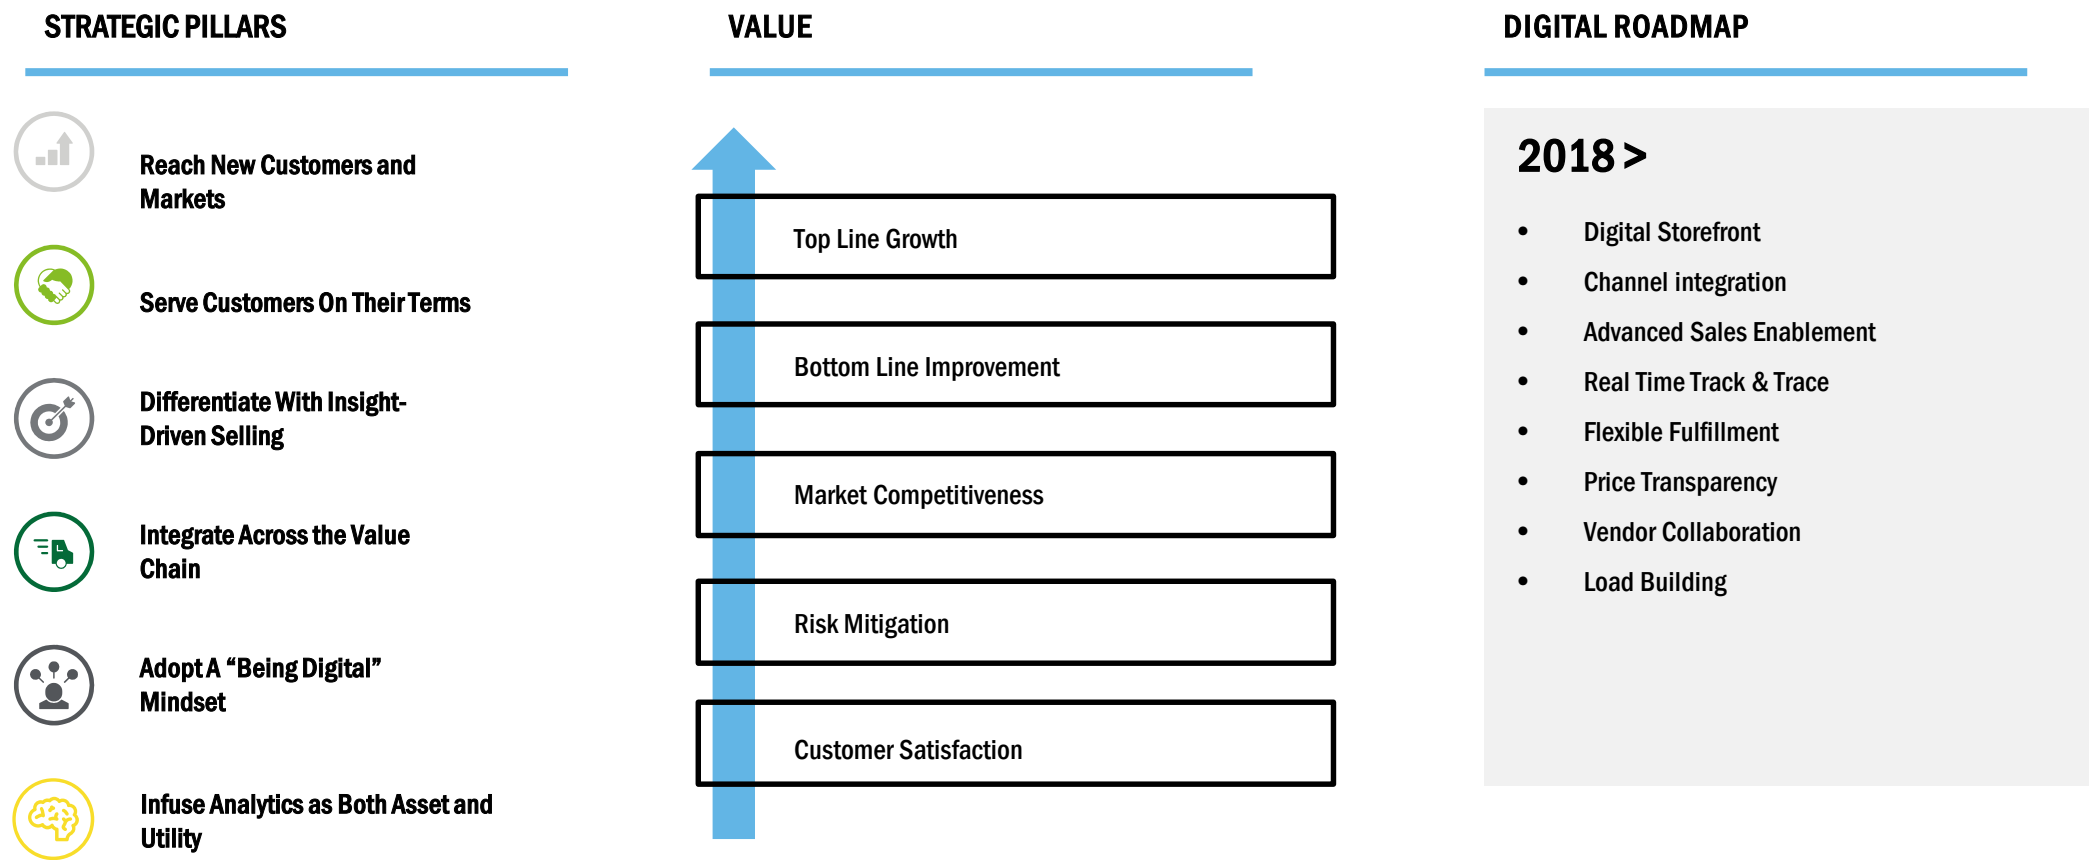 STRATEGIC PILLARS
Reach New Customers and
Markets
Serve Customers On Their Terms
Differentiate With Insight-
Driven Selling
Integrate Across the Value
Chain
Adopt A “Being Digital”
Mindset
Infuse Analytics as Both Asset and
Utility
VALUE
Top Line Growth
Bottom Line Improvement
Market Competitiveness
Risk Mitigation
Customer Satisfaction
DIGITAL ROADMAP
2018 >
• Digital Storefront
• Channel integration
• Advanced Sales Enablement
• Real Time Track & Trace
• Flexible Fulfillment
• Price Transparency
• Vendor Collaboration
• Load Building